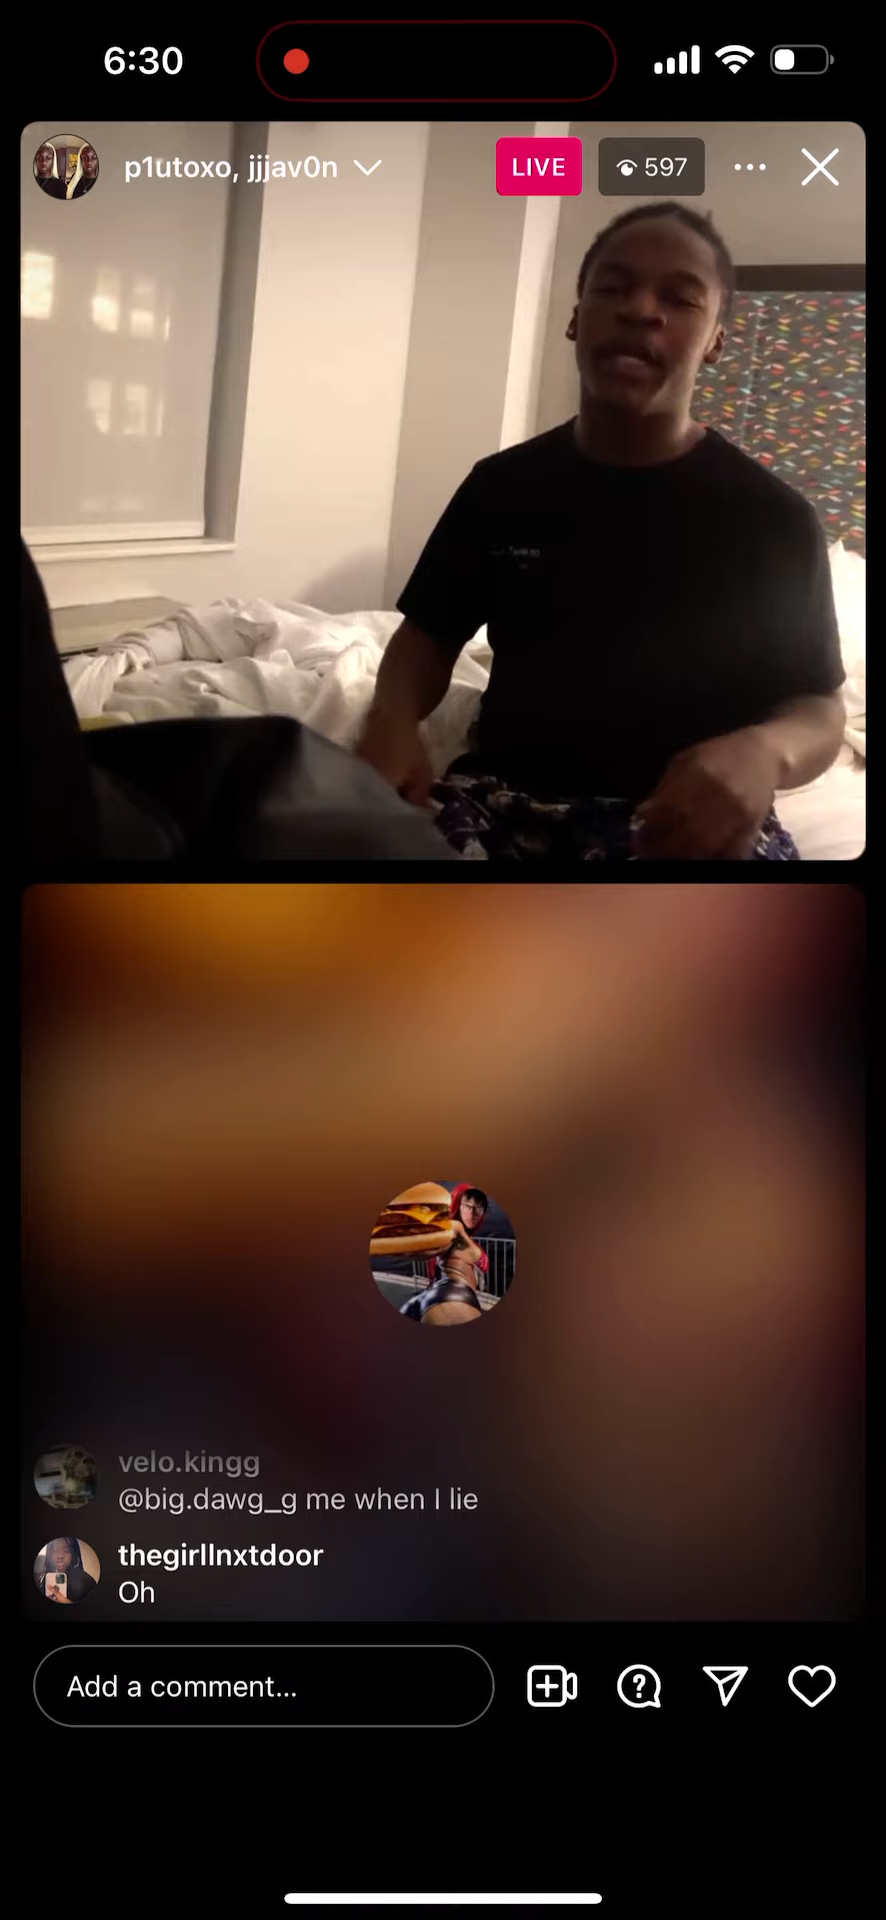 6:30
p1utoxo, jjjav0n
LIVE
597
velo.kingg
@big.dawg_g me when I lie
thegirllnxtdoor
Oh
Add a comment...